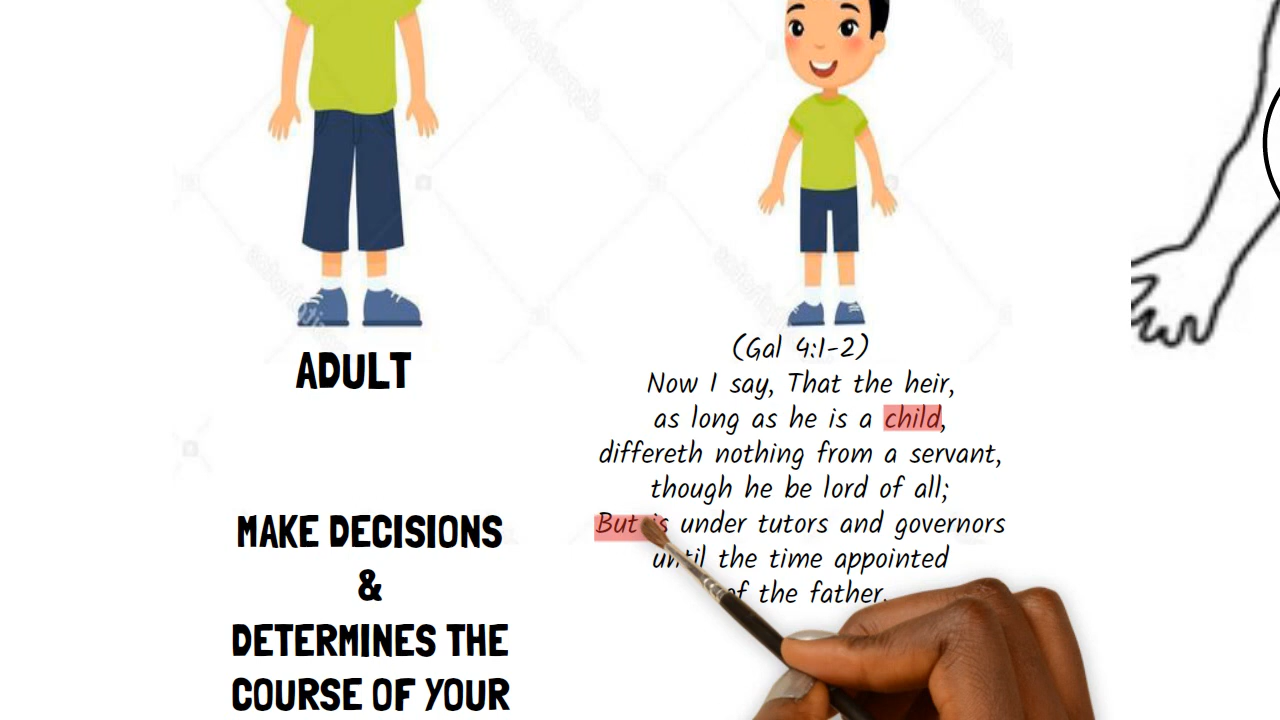 ADULT
MAKE DECISIONS
&
DETERMINES THE
COURSE OF YOUR
(Gal 4:1-2)
Now I say, That the heir,
as long as he is a child,
differeth nothing from a servant,
though he be lord of all;
But is under tutors and governors
until the time appointed
of the father.